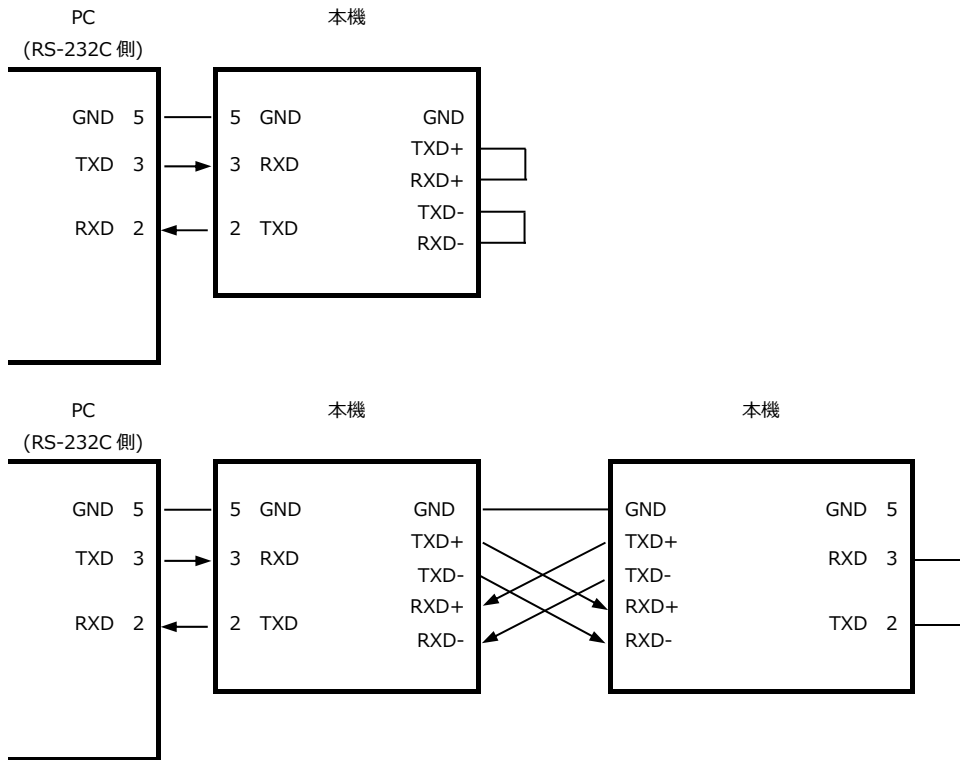 PC 本機
(RS-232C 側)
GND 5 5 GND GND
TXD+
TXD 3 3 RXD
RXD+
TXD-
RXD 2 2 TXD
RXD-
PC 本機 本機
(RS-232C 側)
GND 5 5 GND GND GND GND 5
TXD+ TXD+
TXD 3 3 RXD RXD 3
TXD- TXD-
RXD+ RXD+
RXD 2 2 TXD TXD 2
RXD- RXD-